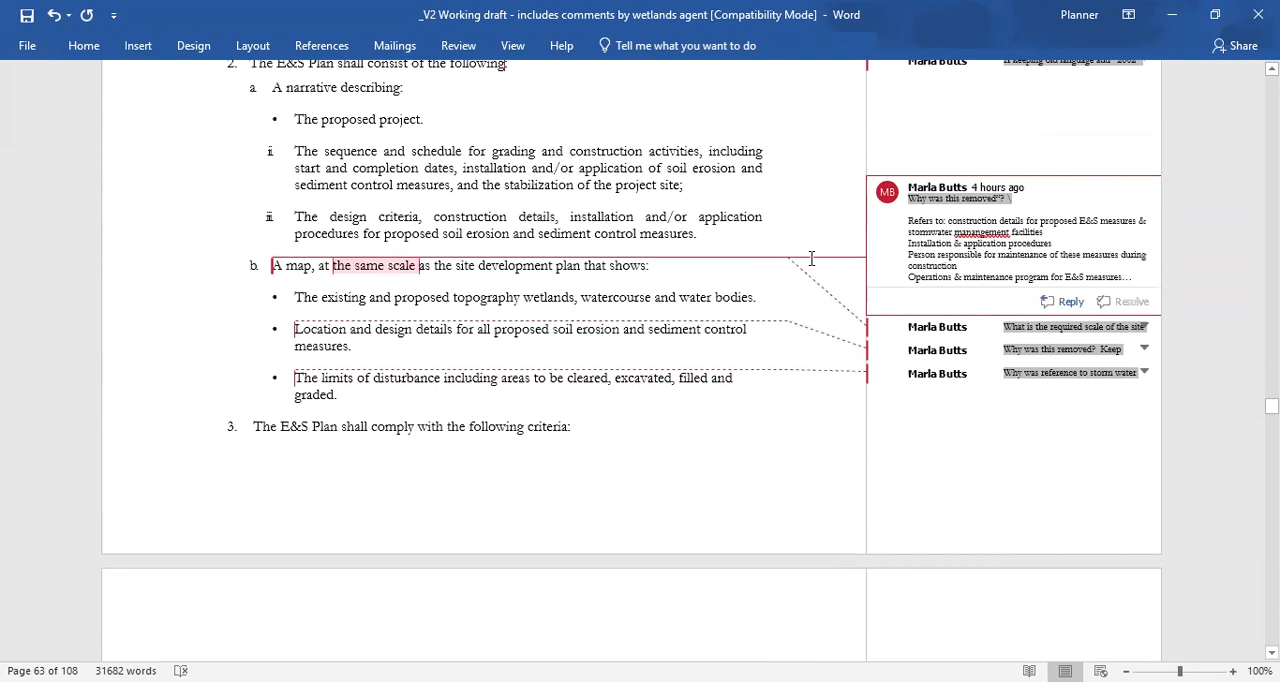 _V2 Working draft - includes comments by wetlands agent [Compatibility Mode] - Word
Planner
File Home Insert Design Layout References Mailings Review View Help Tell me what you want to do
Share
2. The E&S Plan shall consist of the following:
Marla Butts If keeping old language add "2002
a. A narrative describing:
• The proposed project.
ii. The sequence and schedule for grading and construction activities, including
start and completion dates, installation and/or application of soil erosion and
sediment control measures, and the stabilization of the project site;
iii. The design criteria, construction details, installation and/or application
procedures for proposed soil erosion and sediment control measures.
b. A map, at the same scale as the site development plan that shows:
• The existing and proposed topography wetlands, watercourse and water bodies.
• Location and design details for all proposed soil erosion and sediment control
measures.
• The limits of disturbance including areas to be cleared, excavated, filled and
graded.
3. The E&S Plan shall comply with the following criteria:
MB
Marla Butts 4 hours ago
Why was this removed"? \
Refers to: construction details for proposed E&S measures &
stormwater manangement facilities
Installation & application procedures
Person responsible for maintenance of these measures during
construction
Operations & maintenance program for E&S measures…
Reply Resolve
Marla Butts What is the required scale of the site
Marla Butts Why was this removed? Keep
Marla Butts Why was reference to storm water
Page 63 of 108 31682 words
100%